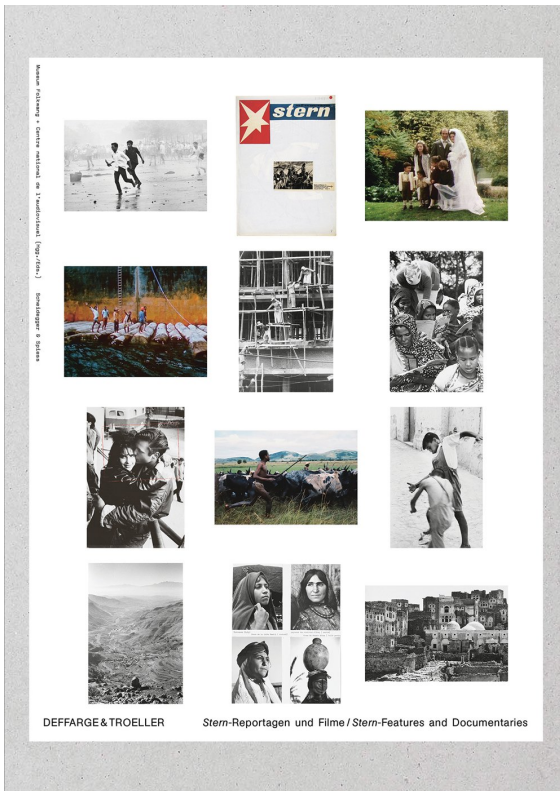 Museum Folkwang + Centre national de l'audiovisuel (Hgg./Eds.) Scheidegger & Spiess
stern
DEFFARGE & TROELLER
Stern-Reportagen und Filme / Stern-Features and Documentaries